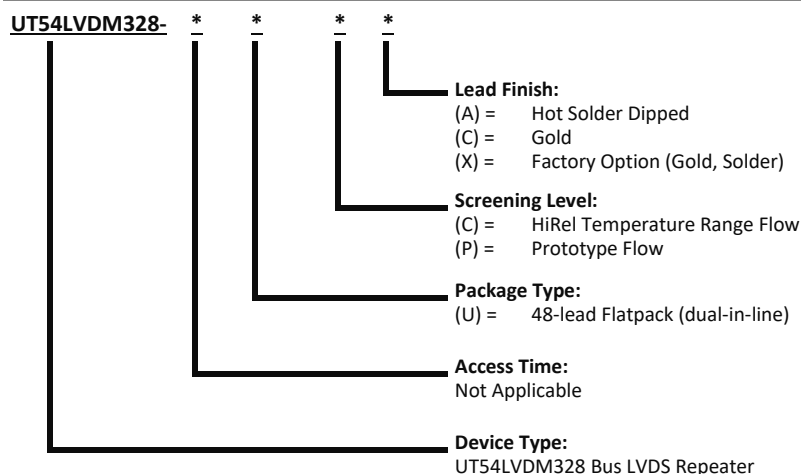 UT54LVDM328- * * * *
Lead Finish:
(A) = Hot Solder Dipped
(C) = Gold
(X) = Factory Option (Gold, Solder)
Screening Level:
(C) = HiRel Temperature Range Flow
(P) = Prototype Flow
Package Type:
(U) = 48-lead Flatpack (dual-in-line)
Access Time:
Not Applicable
Device Type:
UT54LVDM328 Bus LVDS Repeater